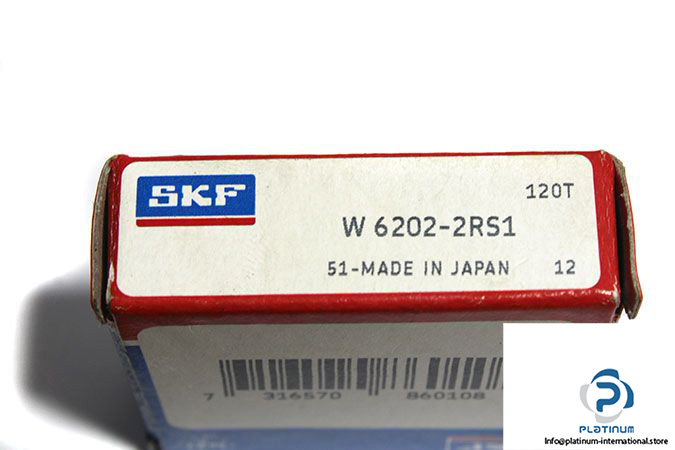 SKF
120T
W 6202-2RS1
51-MADE IN JAPAN 12
7 316570 860108
PLATINUM
Info@platinum-international.store